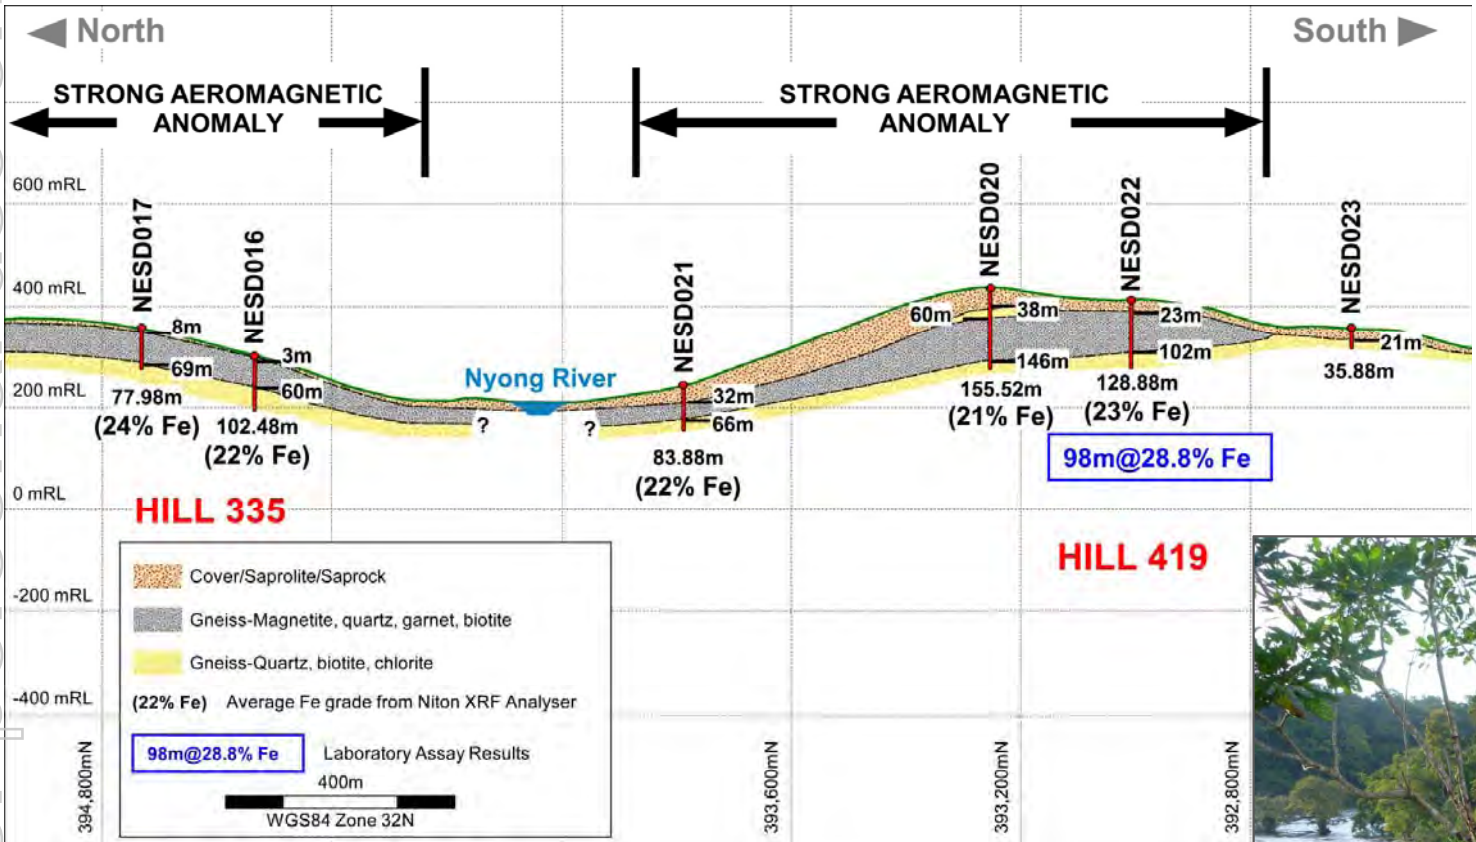 North
South
STRONG AEROMAGNETIC
ANOMALY
STRONG AEROMAGNETIC
ANOMALY
600 mRL
400 mRL
200 mRL
0 mRL
-200 mRL
-400 mRL
NESD017
8m
69m
77.98m
(24% Fe)
NESD016
3m
60m
102.48m
(22% Fe)
Nyong River
?
?
NESD021
32m
66m
83.88m
(22% Fe)
NESD020
60m
38m
146m
155.52m
(21% Fe)
NESD022
23m
102m
128.88m
(23% Fe)
98m@28.8% Fe
NESD023
21m
35.88m
HILL 335
HILL 419
Cover/Saprolite/Saprock
Gneiss-Magnetite, quartz, garnet, biotite
Gneiss-Quartz, biotite, chlorite
(22% Fe) Average Fe grade from Niton XRF Analyser
98m@28.8% Fe Laboratory Assay Results
400m
WGS84 Zone 32N
394,800mN
393,600mN
393,200mN
392,800mN